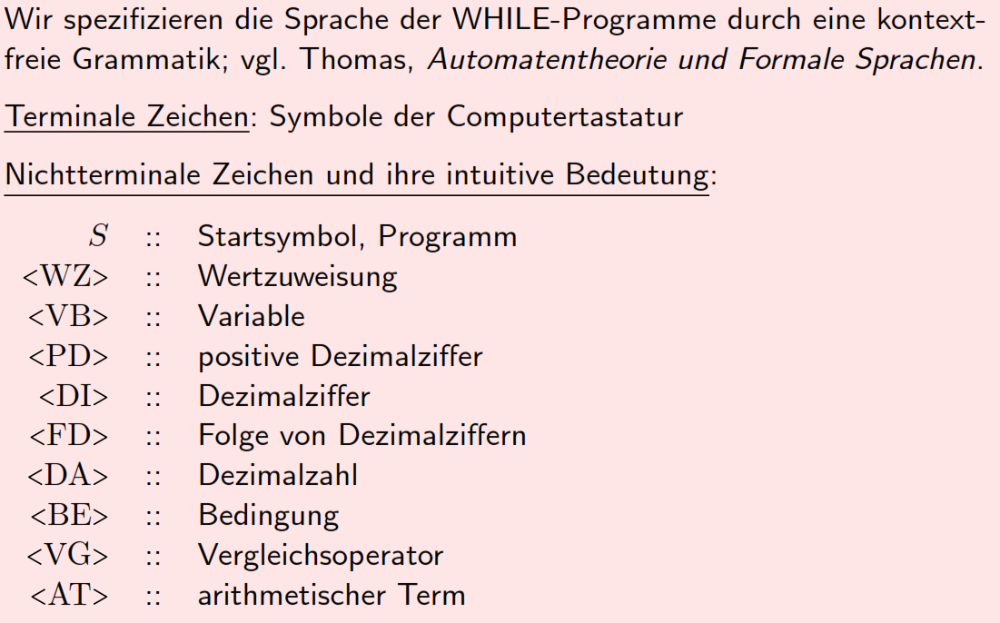 Wir spezifizieren die Sprache der WHILE-Programme durch eine kontext-
freie Grammatik; vgl. Thomas, Automatentheorie und Formale Sprachen.
Terminale Zeichen: Symbole der Computertastatur
Nichtterminale Zeichen und ihre intuitive Bedeutung:
S :: Startsymbol, Programm
<WZ> :: Wertzuweisung
<VB> :: Variable
<PD> :: positive Dezimalziffer
<DI> :: Dezimalziffer
<FD> :: Folge von Dezimalziffern
<DA> :: Dezimalzahl
<BE> :: Bedingung
<VG> :: Vergleichsoperator
<AT> :: arithmetischer Term